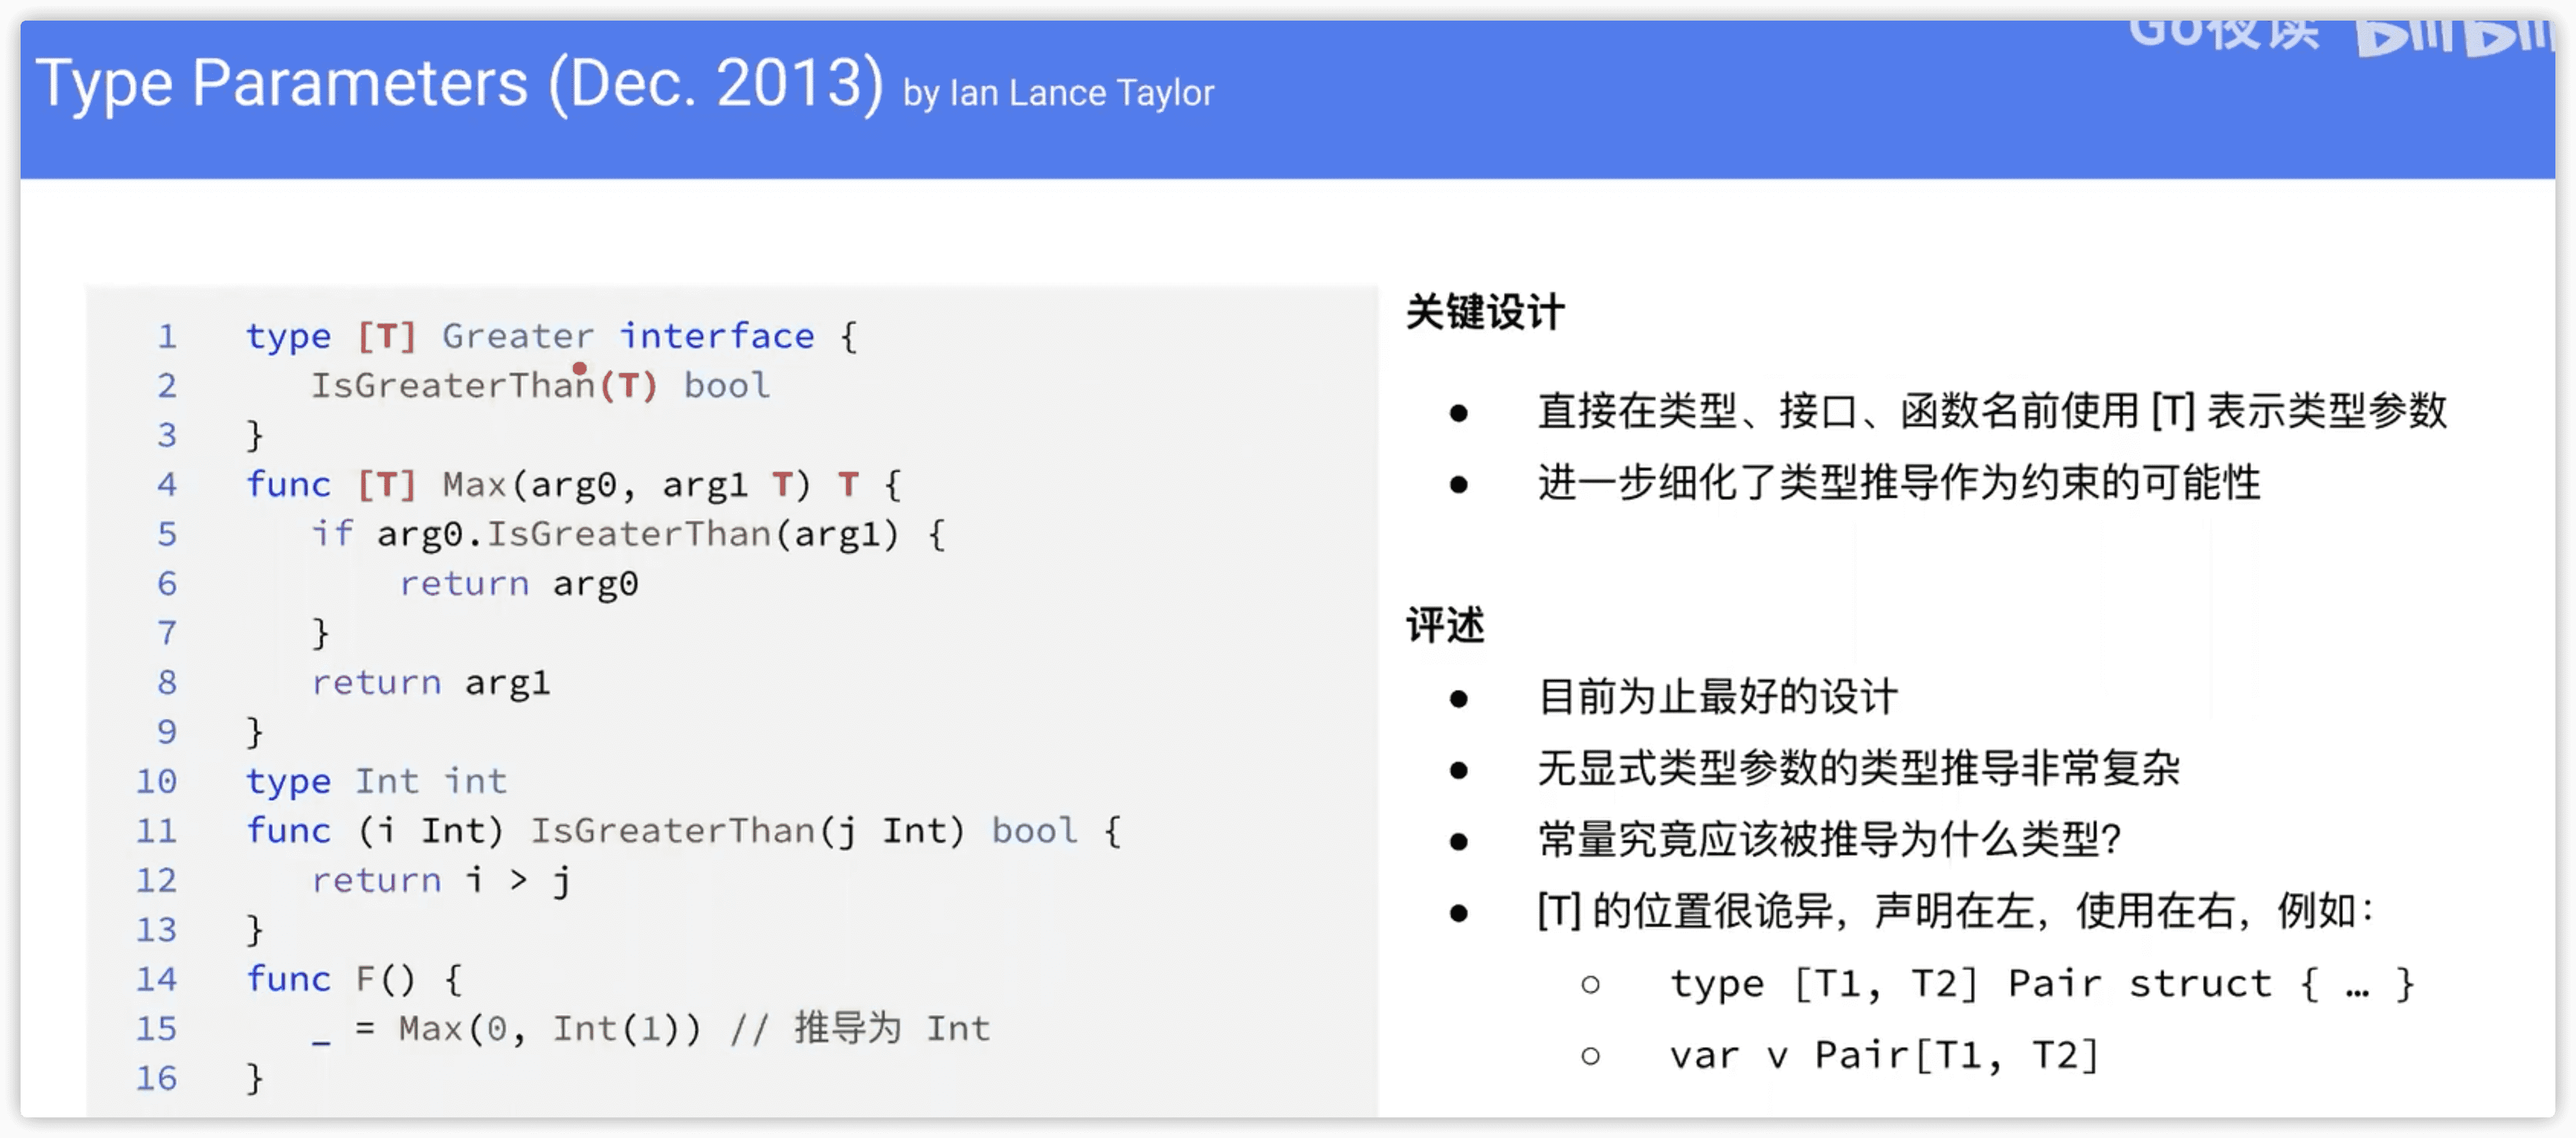 Go夜读
Type Parameters (Dec. 2013) by Ian Lance Taylor
1 type [T] Greater interface {
2 IsGreaterThan(T) bool
3 }
4 func [T] Max(arg0, arg1 T) T {
5 if arg0.IsGreaterThan(arg1) {
6 return arg0
7 }
8 return arg1
9 }
10 type Int int
11 func (i Int) IsGreaterThan(j Int) bool {
12 return i > j
13 }
14 func F() {
15 _ = Max(0, Int(1)) // 推导为 Int
16 }
关键设计
● 直接在类型、接口、函数名前使用 [T] 表示类型参数
● 进一步细化了类型推导作为约束的可能性
评述
● 目前为止最好的设计
● 无显式类型参数的类型推导非常复杂
● 常量究竟应该被推导为什么类型？
● [T] 的位置很诡异，声明在左，使用在右，例如：
○ type [T1, T2] Pair struct { … }
○ var v Pair[T1, T2]